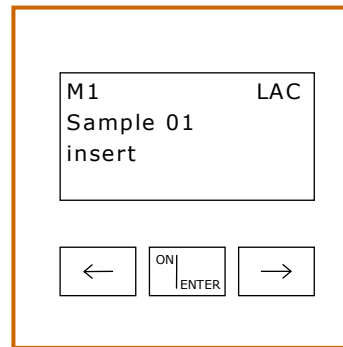 M1 LAC
Sample 01
insert
← ON ENTER →